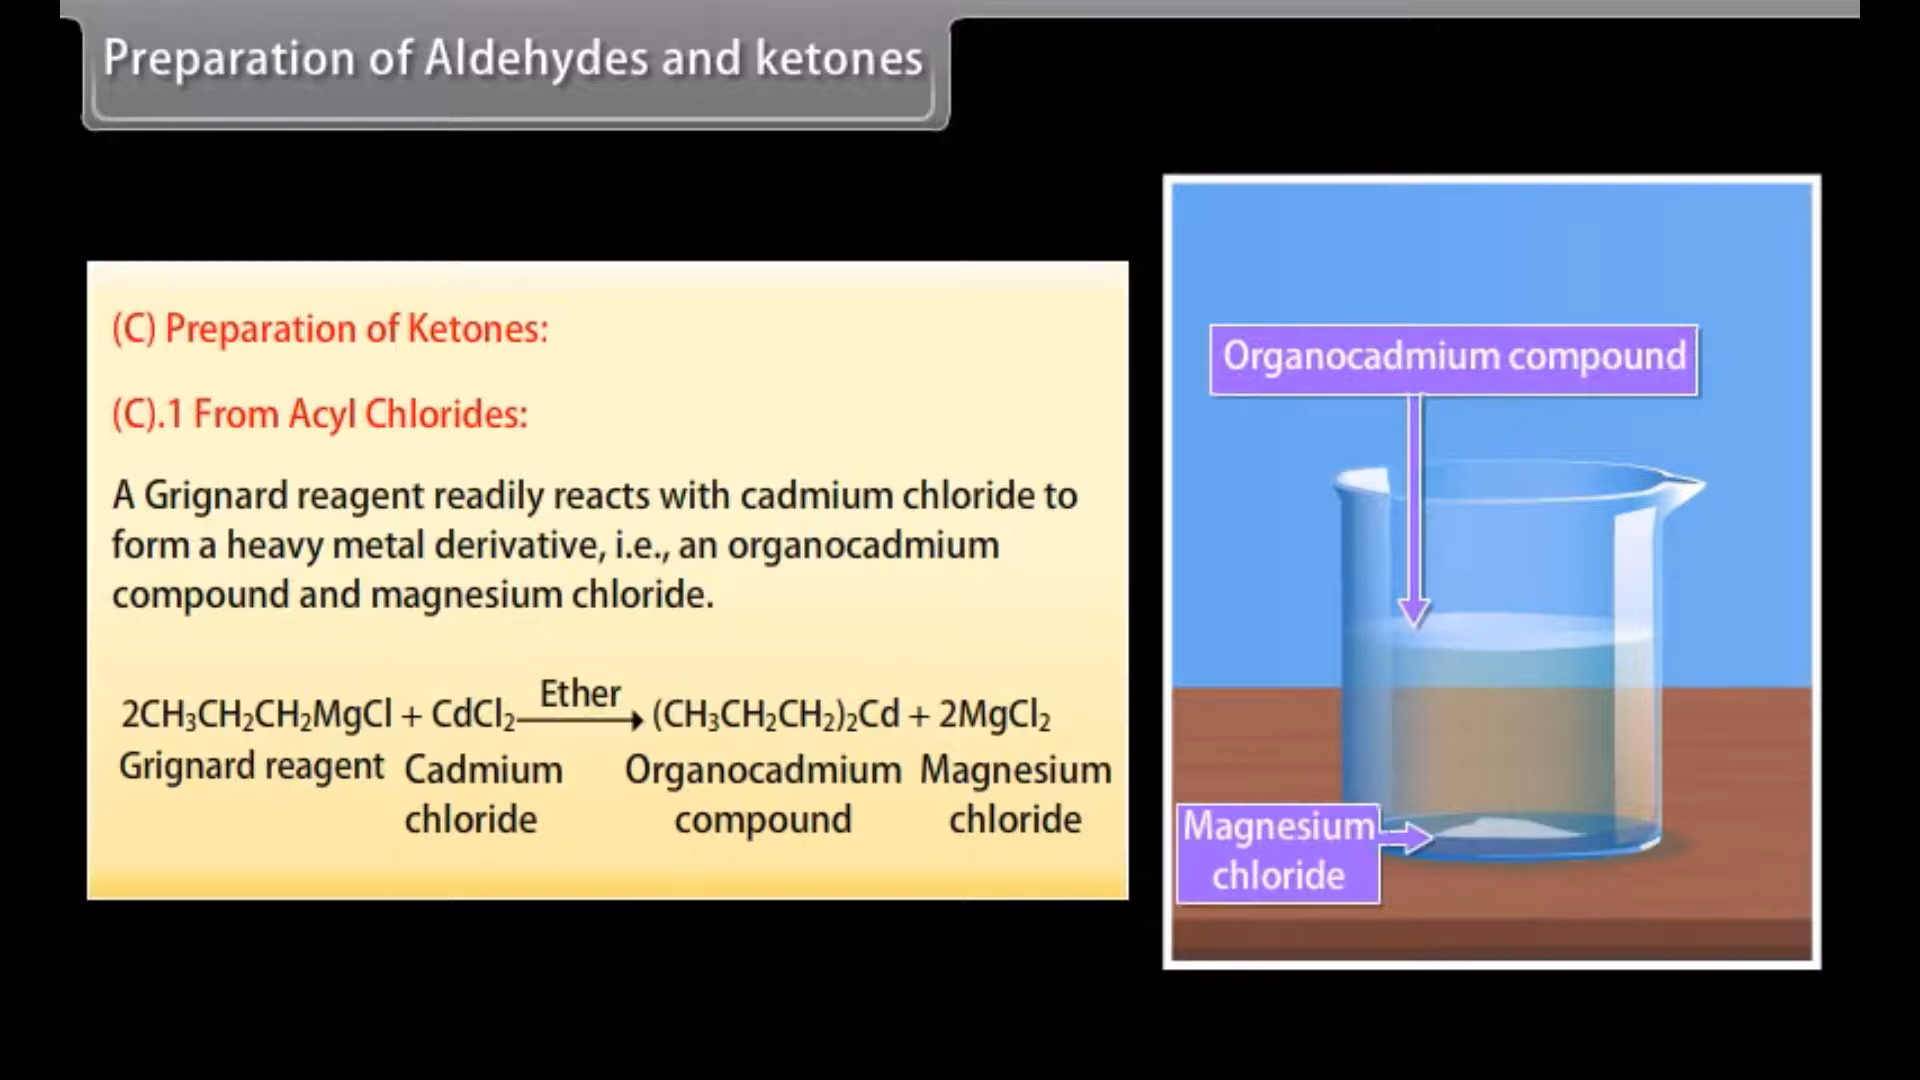 Preparation of Aldehydes and ketones
(C) Preparation of Ketones:
(C).1 From Acyl Chlorides:
A Grignard reagent readily reacts with cadmium chloride to
form a heavy metal derivative, i.e., an organocadmium
compound and magnesium chloride.
Ether
2CH₃CH₂CH₂MgCl + CdCl₂ → (CH₃CH₂CH₂)₂Cd + 2MgCl₂
Grignard reagent Cadmium Organocadmium Magnesium
chloride compound chloride
Organocadmium compound
Magnesium
chloride